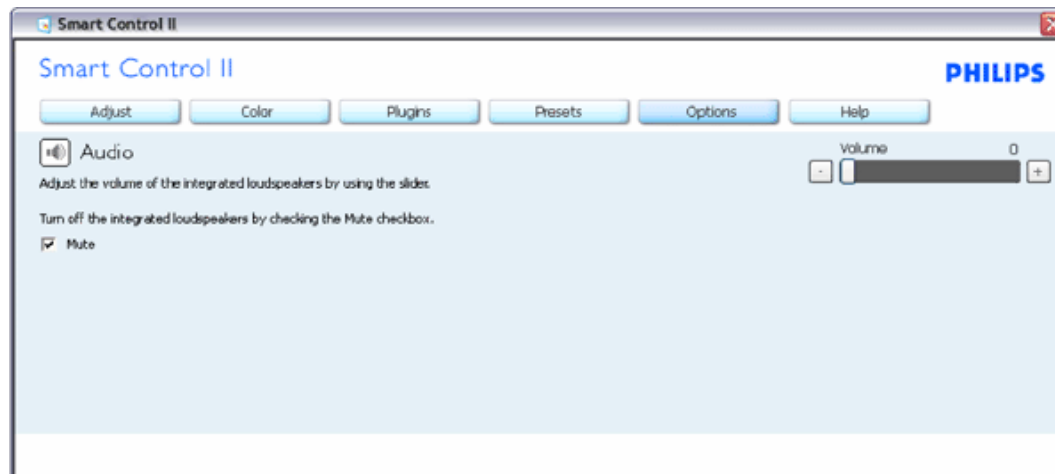 Smart Control II
Smart Control II
PHILIPS
Adjust Color Plugins Presets Options Help
Audio
Volume 0
- +
Adjust the volume of the integrated loudspeakers by using the slider.
Turn off the integrated loudspeakers by checking the Mute checkbox.
Mute